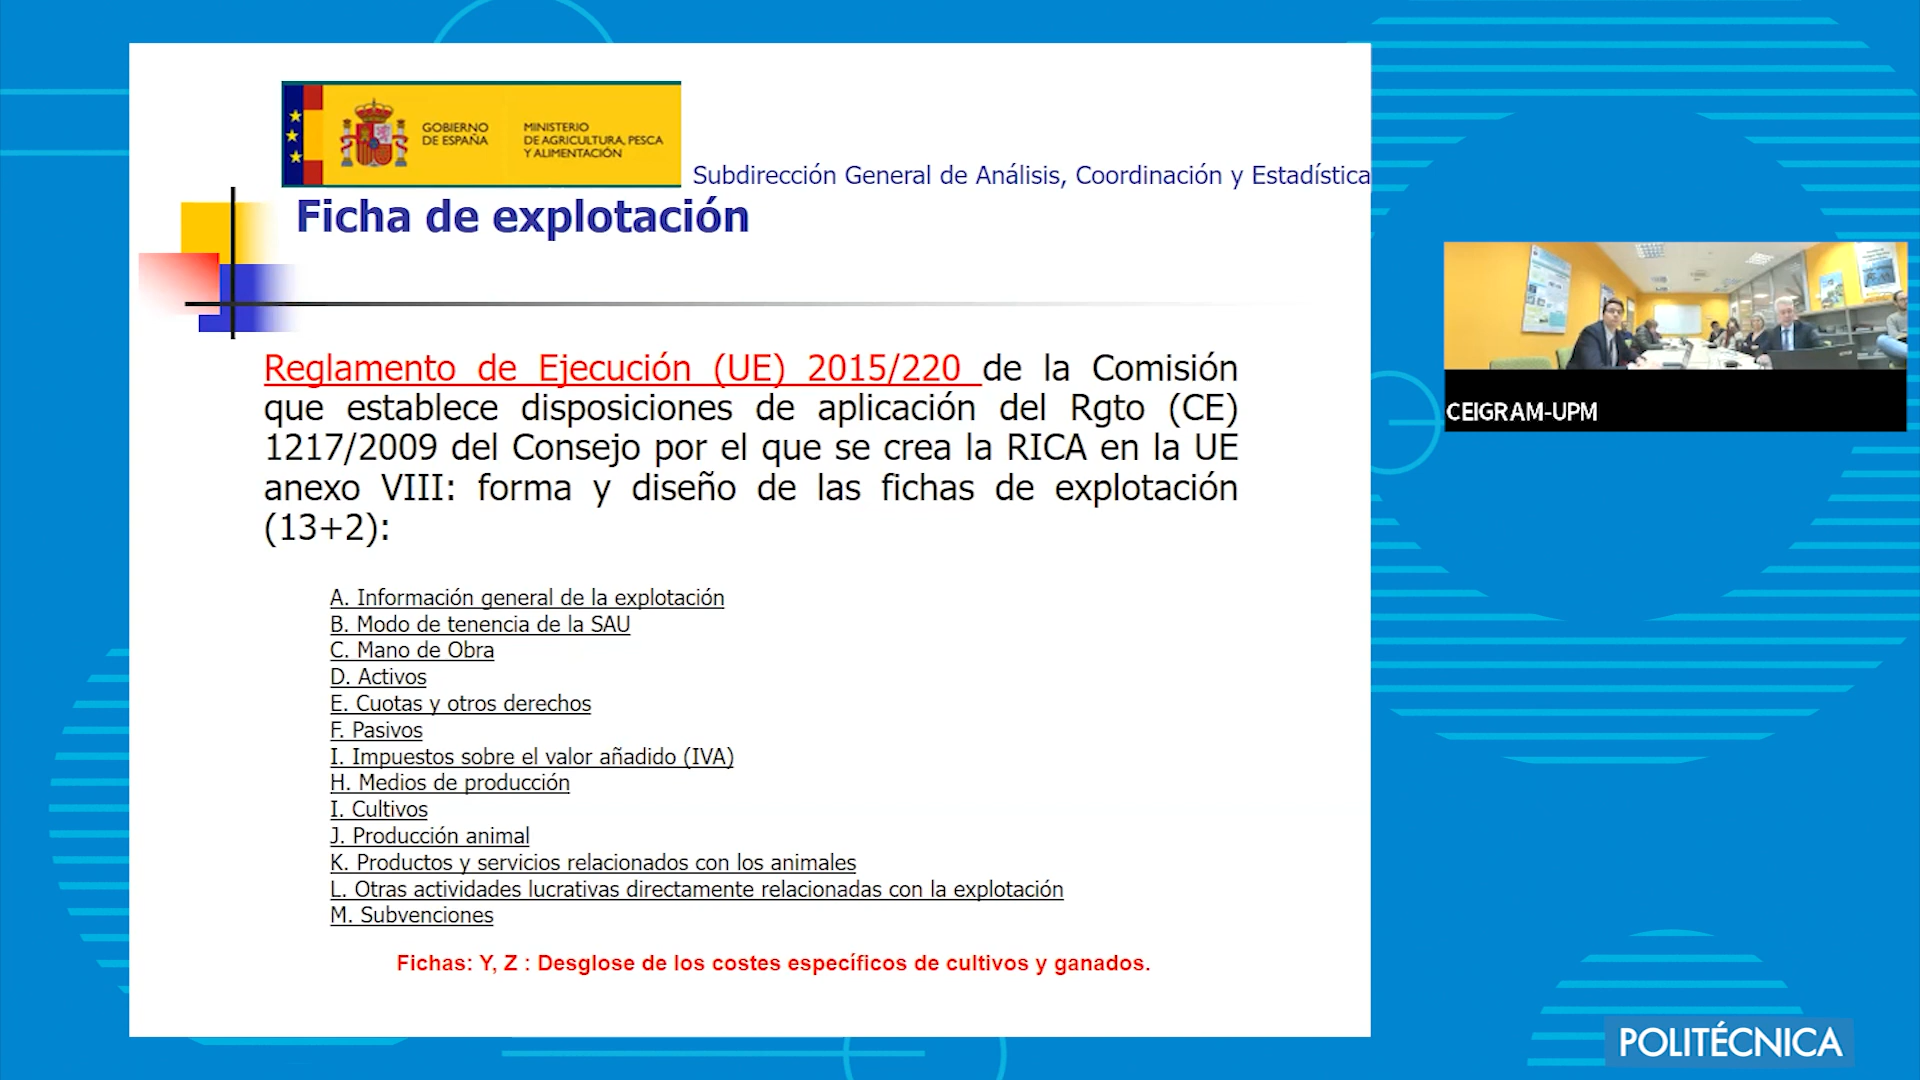 GOBIERNO
DE ESPAÑA
MINISTERIO
DE AGRICULTURA, PESCA
Y ALIMENTACIÓN
Subdirección General de Análisis, Coordinación y Estadística
Ficha de explotación
Reglamento de Ejecución (UE) 2015/220 de la Comisión
que establece disposiciones de aplicación del Rgto (CE)
1217/2009 del Consejo por el que se crea la RICA en la UE
anexo VIII: forma y diseño de las fichas de explotación
(13+2):
A. Información general de la explotación
B. Modo de tenencia de la SAU
C. Mano de Obra
D. Activos
E. Cuotas y otros derechos
F. Pasivos
I. Impuestos sobre el valor añadido (IVA)
H. Medios de producción
I. Cultivos
J. Producción animal
K. Productos y servicios relacionados con los animales
L. Otras actividades lucrativas directamente relacionadas con la explotación
M. Subvenciones
Fichas: Y, Z : Desglose de los costes específicos de cultivos y ganados.
CEIGRAM-UPM
POLITÉCNICA